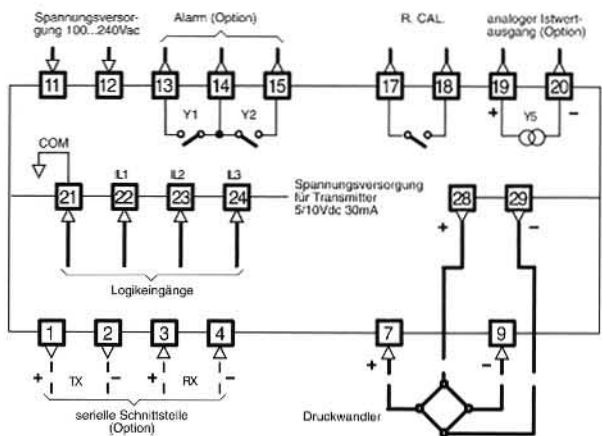 Spannungsversor-
gung 100...240Vac
Alarm (Option)
R. CAL.
analoger Istwert-
ausgang (Option)
11 12 13 14 15 17 18 19 20
Y1 Y2
+ Y5 -
COM
IL1 IL2 IL3
21 22 23 24
Spannungsversorgung
für Transmitter
5/10Vdc 30mA
28 29
+ -
Logikeingänge
1 2 3 4 7 9
+ TX - + RX -
+ -
serielle Schnittstelle
(Option)
Druckwandler